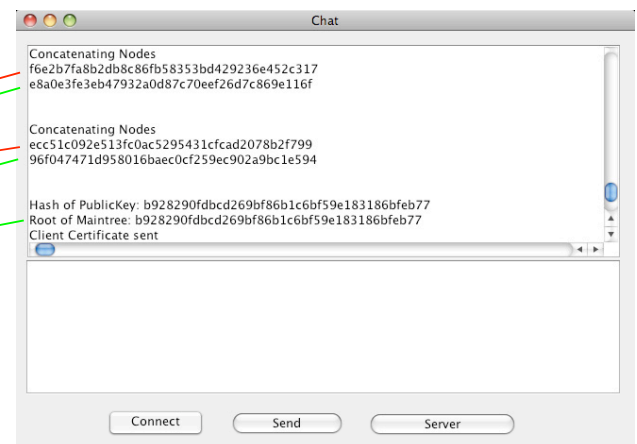 Chat
Concatenating Nodes
f6e2b7fa8b2db8c86fb58353bd429236e452c317
e8a0e3fe3eb47932a0d87c70eef26d7c869e116f
Concatenating Nodes
ecc51c092e513fc0ac5295431cfcad2078b2f799
96f047471d958016baec0cf259ec902a9bc1e594
Hash of PublicKey: b928290fdbcd269bf86b1c6bf59e183186bfeb77
Root of Maintree: b928290fdbcd269bf86b1c6bf59e183186bfeb77
Client Certificate sent
Connect Send Server